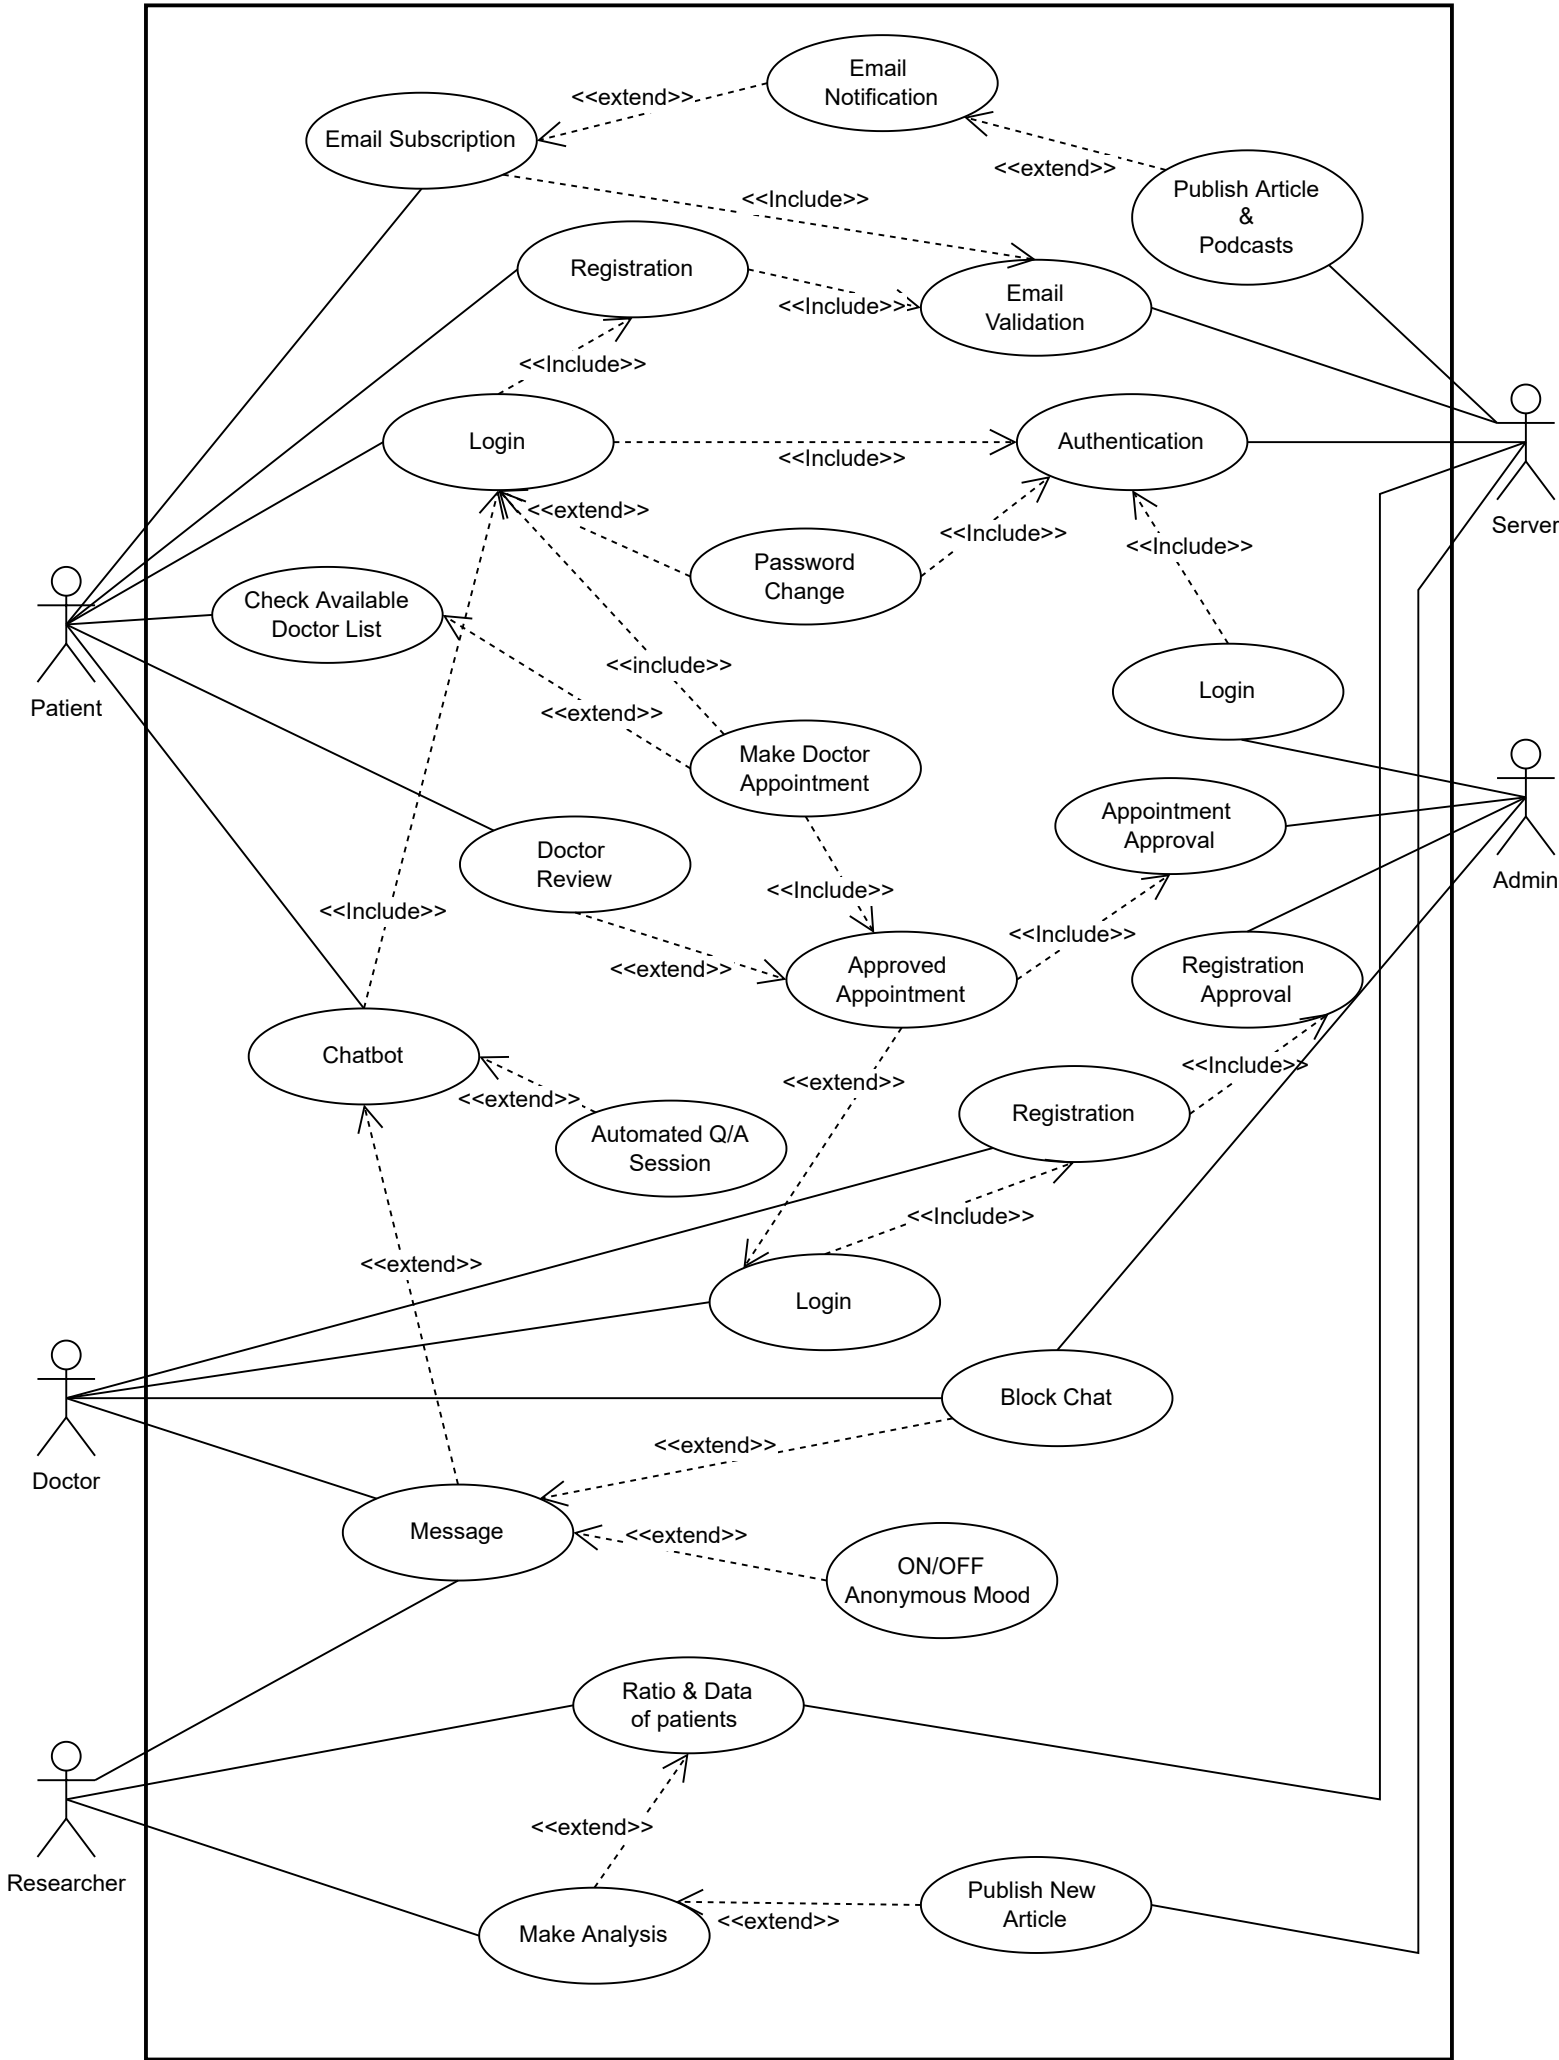 Email
Notification
<<extend>>
Email Subscription
<<extend>>
Publish Article
&
Podcasts
<<Include>>
Registration
Email
Validation
<<Include>>
<<Include>>
Login
Authentication
<<Include>>
<<extend>>
Server
<<Include>>
<<Include>>
Password
Change
Check Available
Doctor List
<<include>>
Login
Patient
<<extend>>
Make Doctor
Appointment
Appointment
Approval
Doctor
Review
Admin
<<Include>>
<<Include>>
<<Include>>
<<extend>>
Approved
Appointment
Registration
Approval
Chatbot
<<Include>>
<<extend>>
<<extend>>
Registration
Automated Q/A
Session
<<Include>>
<<extend>>
Login
Block Chat
Doctor
<<extend>>
Message
<<extend>>
ON/OFF
Anonymous Mood
Ratio & Data
of patients
<<extend>>
Researcher
Publish New
Article
<<extend>>
Make Analysis